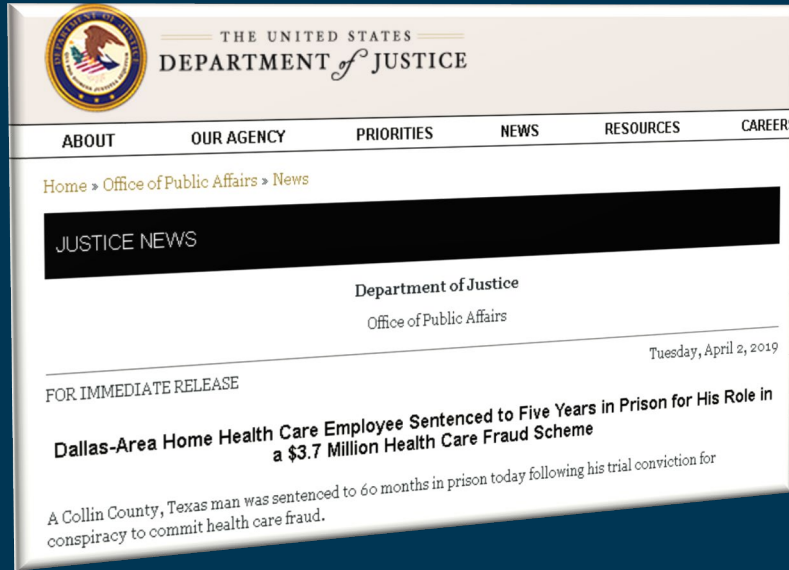 THE UNITED STATES
DEPARTMENT of JUSTICE
ABOUT OUR AGENCY PRIORITIES NEWS RESOURCES CAREERS
Home » Office of Public Affairs » News
JUSTICE NEWS
Department of Justice
Office of Public Affairs
Tuesday, April 2, 2019
FOR IMMEDIATE RELEASE
Dallas-Area Home Health Care Employee Sentenced to Five Years in Prison for His Role in
a $3.7 Million Health Care Fraud Scheme
A Collin County, Texas man was sentenced to 60 months in prison today following his trial conviction for
conspiracy to commit health care fraud.